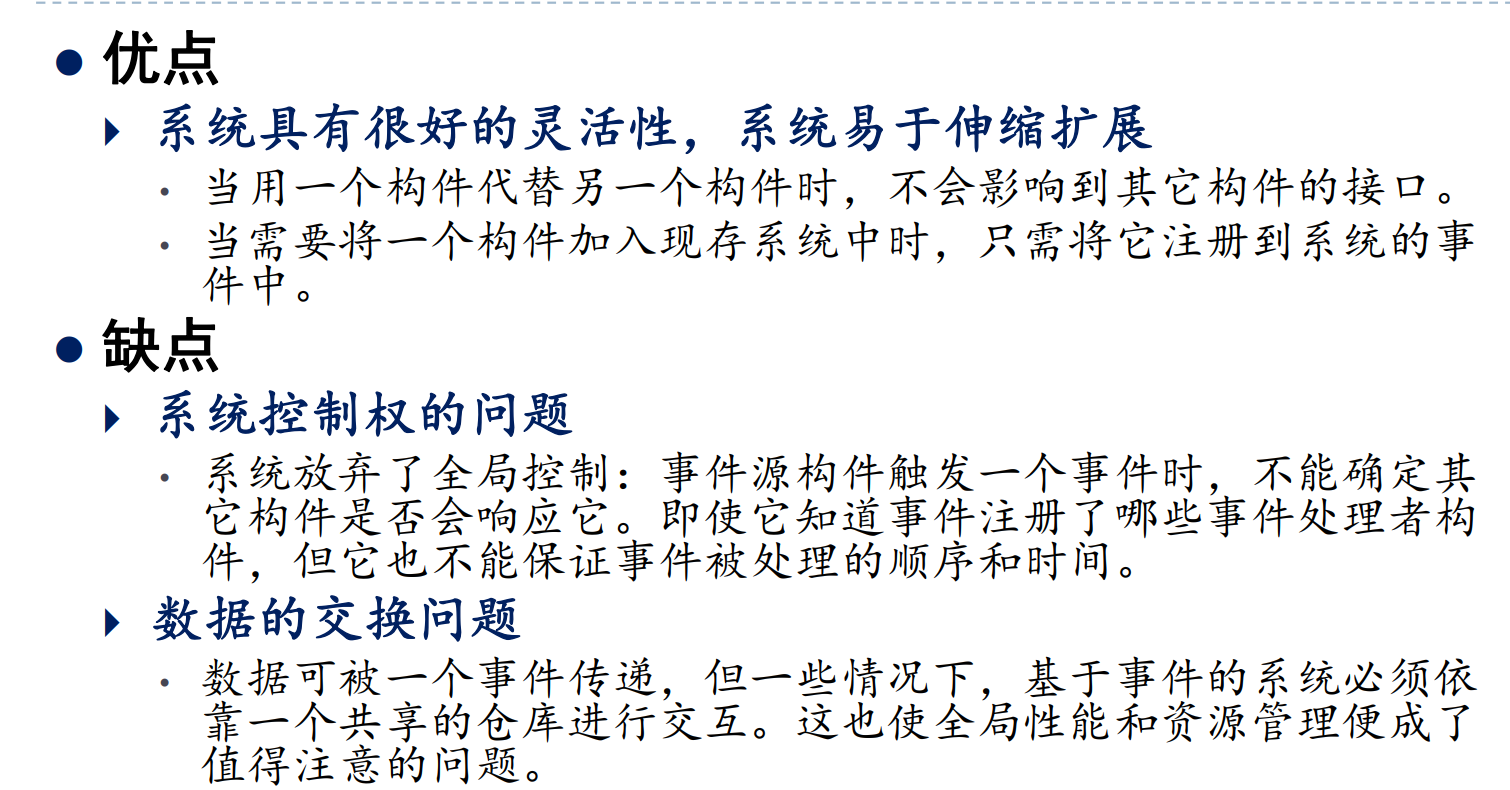 ● 优点
▶ 系统具有很好的灵活性，系统易于伸缩扩展
• 当用一个构件代替另一个构件时，不会影响到其它构件的接口。
• 当需要将一个构件加入现存系统中时，只需将它注册到系统的事
件中。
● 缺点
▶ 系统控制权的问题
• 系统放弃了全局控制：事件源构件触发一个事件时，不能确定其
它构件是否会响应它。即使它知道事件注册了哪些事件处理者构
件，但它也不能保证事件被处理的顺序和时间。
▶ 数据的交换问题
• 数据可被一个事件传递，但一些情况下，基于事件的系统必须依
靠一个共享的仓库进行交互。这也使全局性能和资源管理便成了
值得注意的问题。